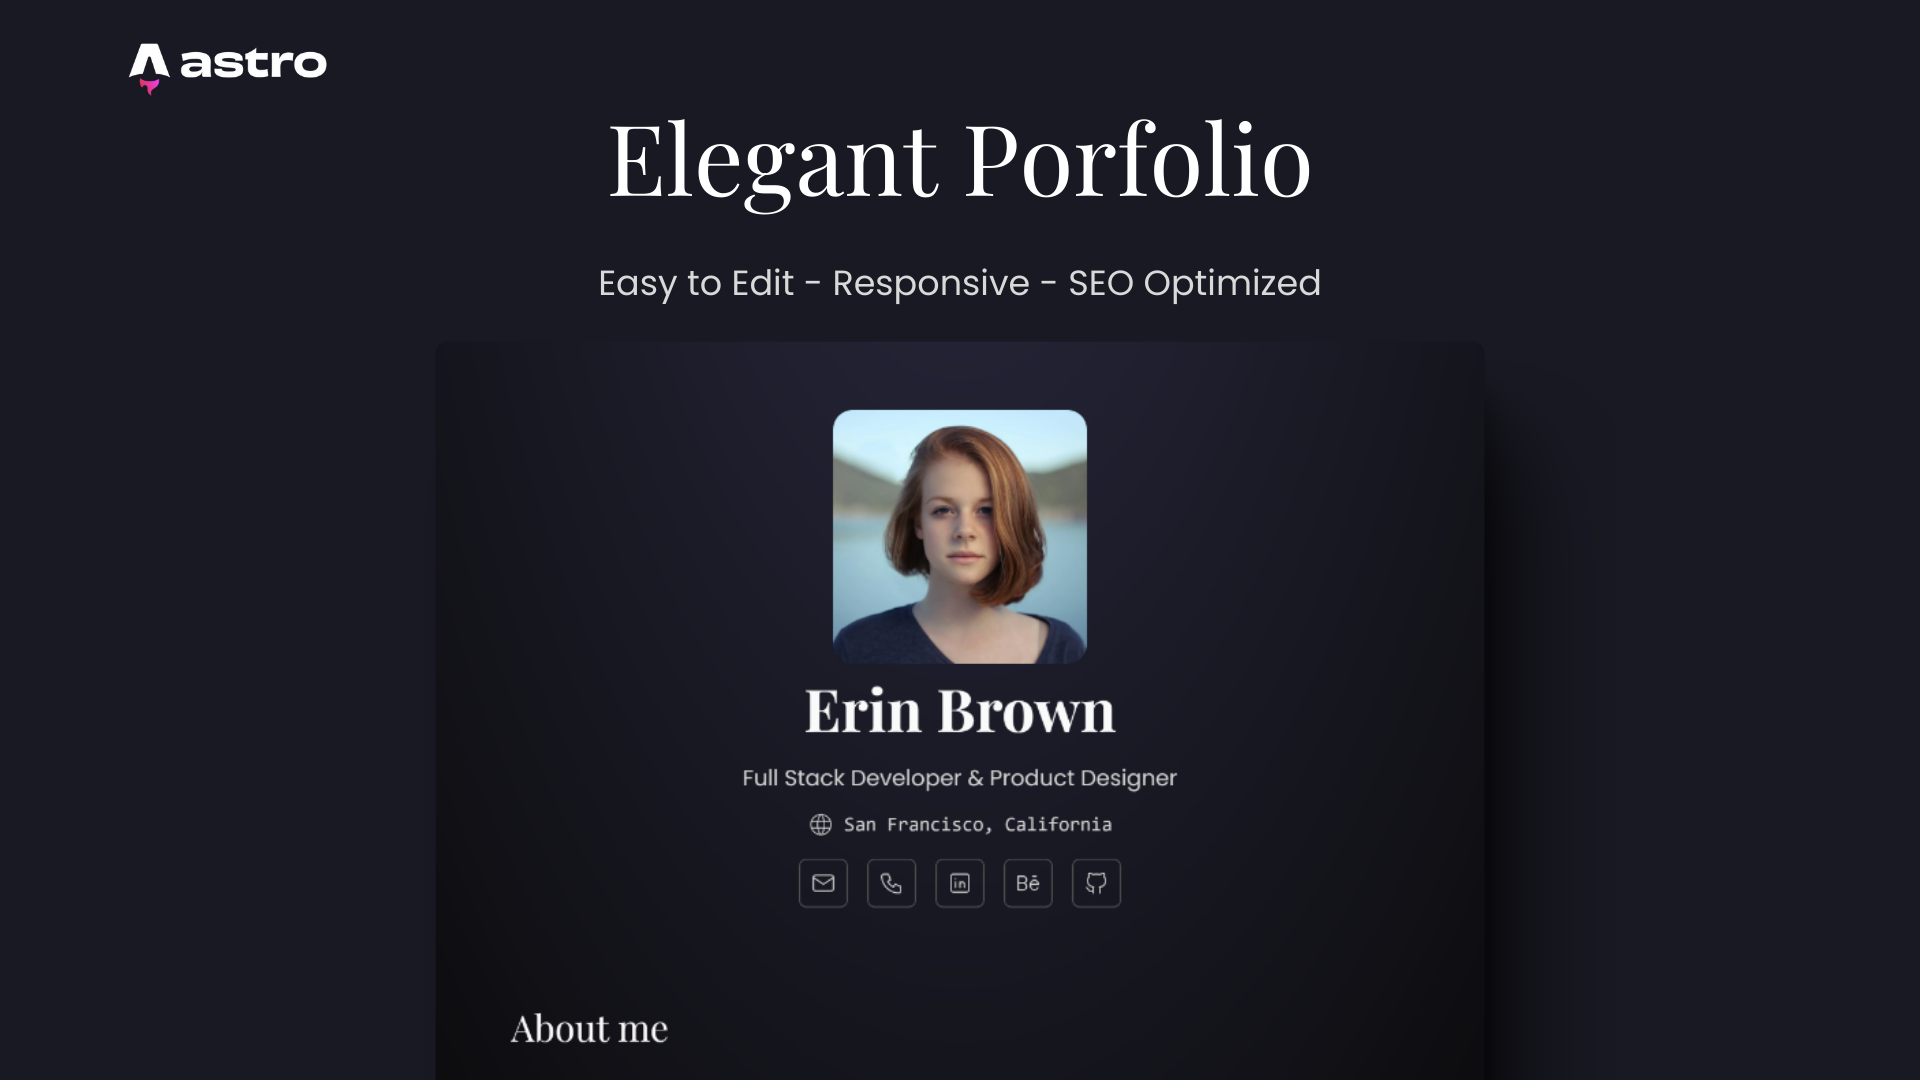 astro
Elegant Porfolio
Easy to Edit - Responsive - SEO Optimized
Erin Brown
Full Stack Developer & Product Designer
San Francisco, California
in
Bē
About me